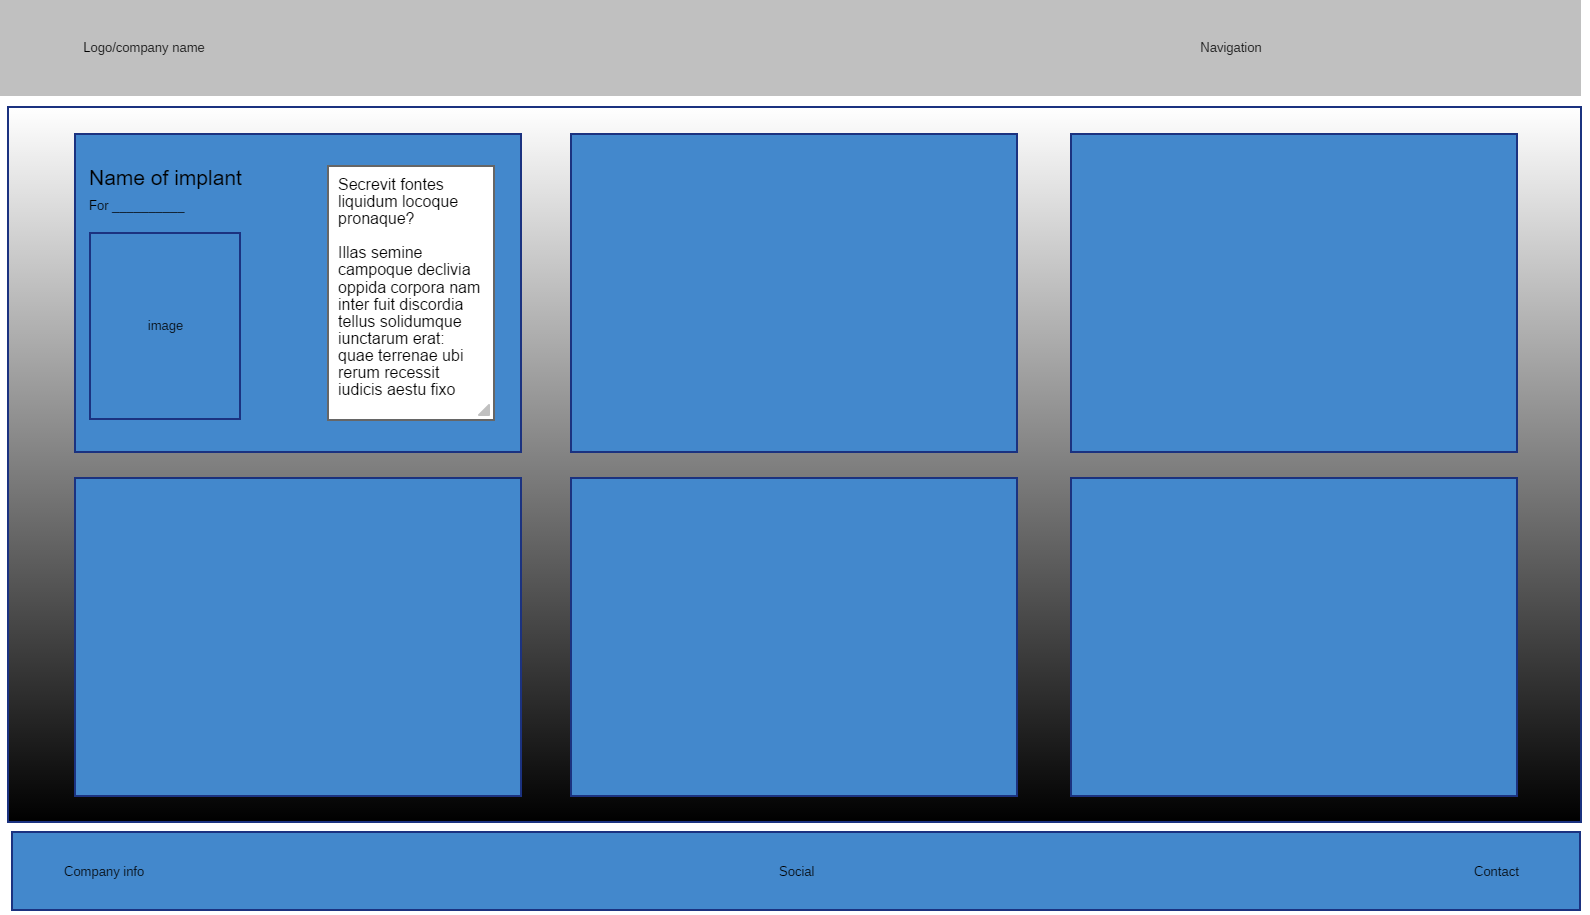 Logo/company name
Navigation
Name of implant
For __________
image
Secrevit fontes
liquidum locoque
pronaque?
Illas semine
campoque declivia
oppida corpora nam
inter fuit discordia
tellus solidumque
iunctarum erat:
quae terrenae ubi
rerum recessit
iudicis aestu fixo
Company info
Social
Contact